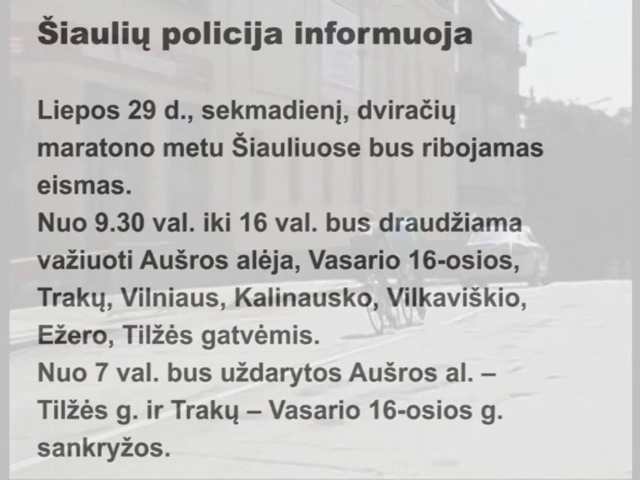 Šiaulių policija informuoja
Liepos 29 d., sekmadienį, dviračių
maratono metu Šiauliuose bus ribojamas
eismas.
Nuo 9.30 val. iki 16 val. bus draudžiama
važiuoti Aušros alėja, Vasario 16-osios,
Trakų, Vilniaus, Kalinausko, Vilkaviškio,
Ežero, Tilžės gatvėmis.
Nuo 7 val. bus uždarytos Aušros al. –
Tilžės g. ir Trakų – Vasario 16-osios g.
sankryžos.